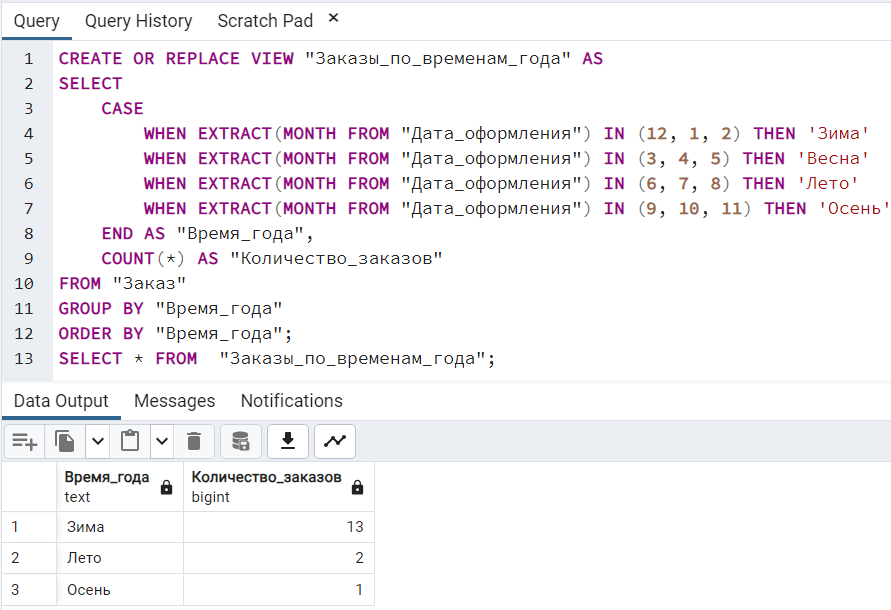 Query Query History Scratch Pad ✕
1 CREATE OR REPLACE VIEW "Заказы_по_временам_года" AS
2 SELECT
3 CASE
4 WHEN EXTRACT(MONTH FROM "Дата_оформления") IN (12, 1, 2) THEN 'Зима'
5 WHEN EXTRACT(MONTH FROM "Дата_оформления") IN (3, 4, 5) THEN 'Весна'
6 WHEN EXTRACT(MONTH FROM "Дата_оформления") IN (6, 7, 8) THEN 'Лето'
7 WHEN EXTRACT(MONTH FROM "Дата_оформления") IN (9, 10, 11) THEN 'Осень'
8 END AS "Время_года",
9 COUNT(*) AS "Количество_заказов"
10 FROM "Заказ"
11 GROUP BY "Время_года"
12 ORDER BY "Время_года";
13 SELECT * FROM  "Заказы_по_временам_года";
Data Output Messages Notifications
Время_года Количество_заказов
text bigint
1 Зима 13
2 Лето 2
3 Осень 1